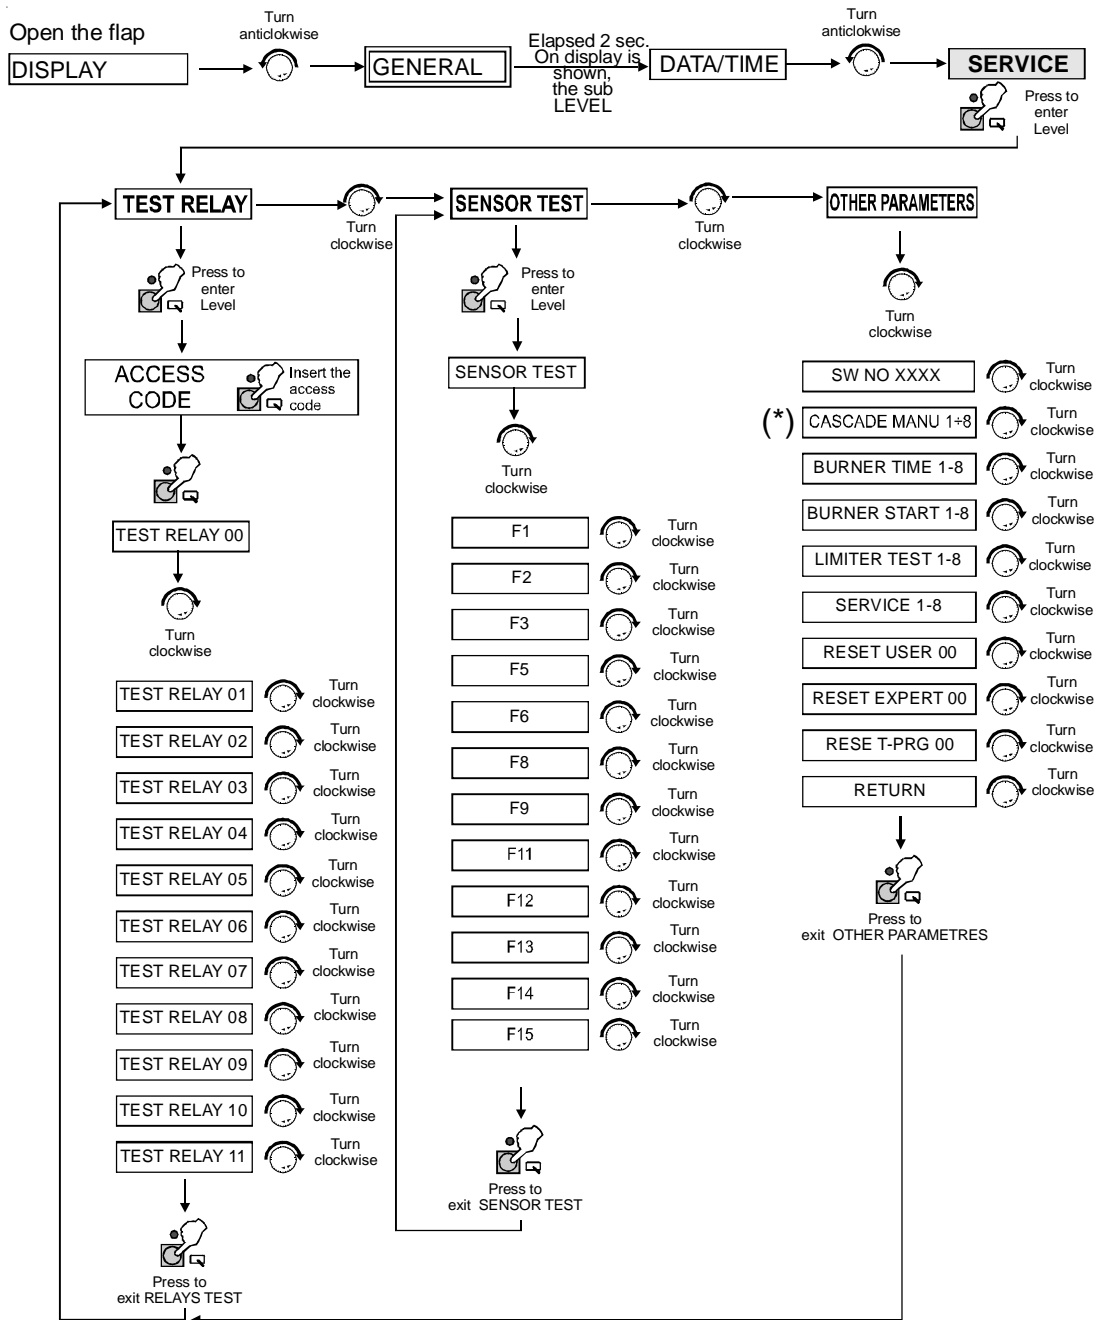 Open the flap
DISPLAY
Turn
anticlokwise
GENERAL
Elapsed 2 sec.
On display is
shown,
the sub
LEVEL
DATA/TIME
Turn
anticlokwise
SERVICE
Press to
enter
Level
TEST RELAY
Turn
clockwise
SENSOR TEST
Turn
clockwise
OTHER PARAMETERS
Press to
enter
Level
ACCESS
CODE
Insert the
access
code
TEST RELAY 00
Turn
clockwise
TEST RELAY 01
Turn
clockwise
TEST RELAY 02
Turn
clockwise
TEST RELAY 03
Turn
clockwise
TEST RELAY 04
Turn
clockwise
TEST RELAY 05
Turn
clockwise
TEST RELAY 06
Turn
clockwise
TEST RELAY 07
Turn
clockwise
TEST RELAY 08
Turn
clockwise
TEST RELAY 09
Turn
clockwise
TEST RELAY 10
Turn
clockwise
TEST RELAY 11
Turn
clockwise
Press to
exit RELAYS TEST
Press to
enter
Level
SENSOR TEST
Turn
clockwise
F1
Turn
clockwise
F2
Turn
clockwise
F3
Turn
clockwise
F5
Turn
clockwise
F6
Turn
clockwise
F8
Turn
clockwise
F9
Turn
clockwise
F11
Turn
clockwise
F12
Turn
clockwise
F13
Turn
clockwise
F14
Turn
clockwise
F15
Turn
clockwise
Press to
exit SENSOR TEST
Turn
clockwise
SW NO XXXX
Turn
clockwise
(*) CASCADE MANU 1÷8
Turn
clockwise
BURNER TIME 1-8
Turn
clockwise
BURNER START 1-8
Turn
clockwise
LIMITER TEST 1-8
Turn
clockwise
SERVICE 1-8
Turn
clockwise
RESET USER 00
Turn
clockwise
RESET EXPERT 00
Turn
clockwise
RESE T-PRG 00
Turn
clockwise
RETURN
Turn
clockwise
Press to
exit OTHER PARAMETRES